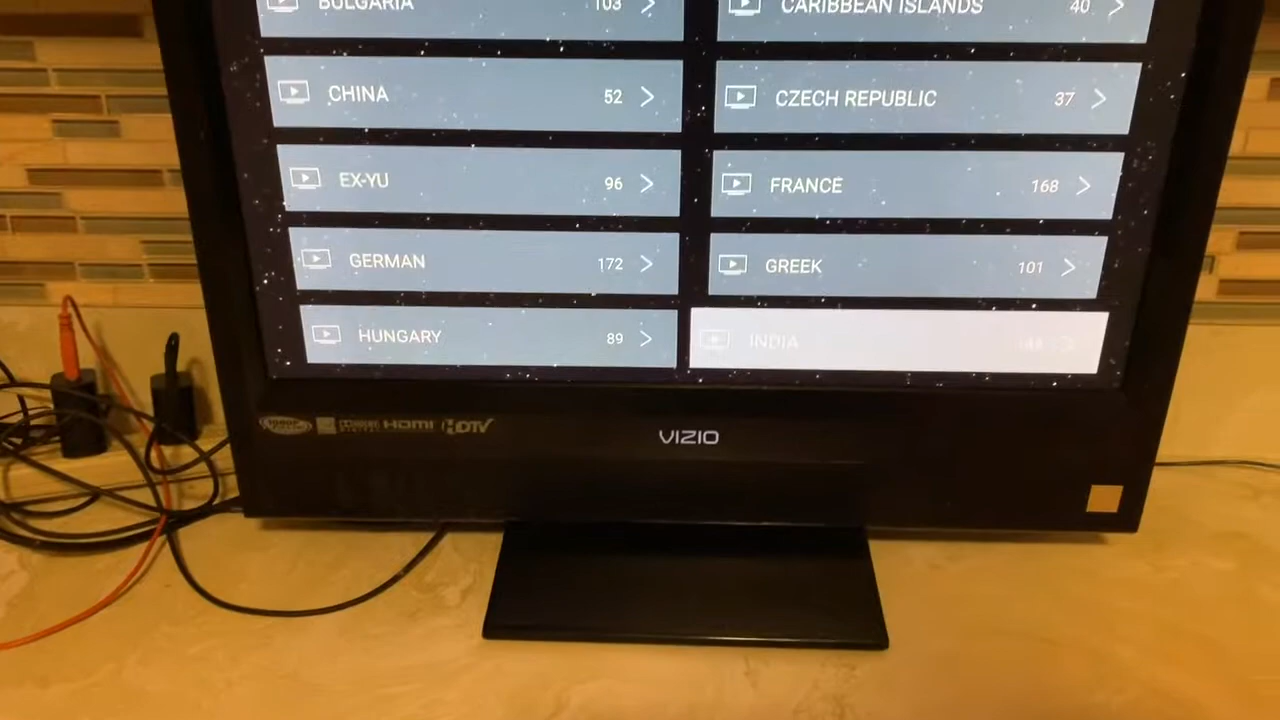 BULGARIA 103
CARIBBEAN ISLANDS 40
CHINA 52
CZECH REPUBLIC 37
EX-YU 96
FRANCE 168
GERMAN 172
GREEK 101
HUNGARY 89
INDIA
HDMI HDTV
VIZIO